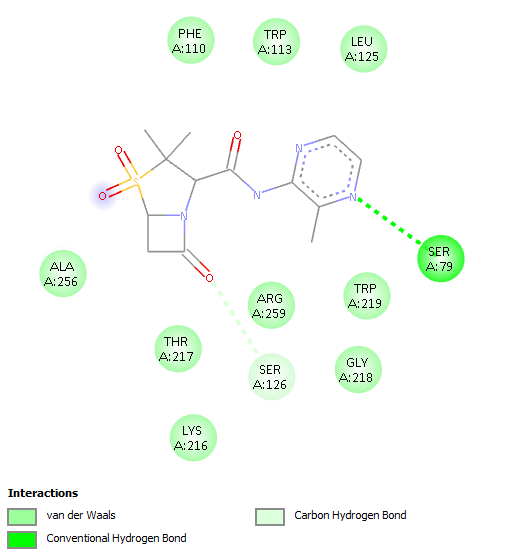 PHE
A:110
TRP
A:113
LEU
A:125
O
O
N
S
O
N
N
N
O
SER
A:79
ALA
A:256
ARG
A:259
TRP
A:219
THR
A:217
SER
A:126
GLY
A:218
LYS
A:216
Interactions
van der Waals
Carbon Hydrogen Bond
Conventional Hydrogen Bond